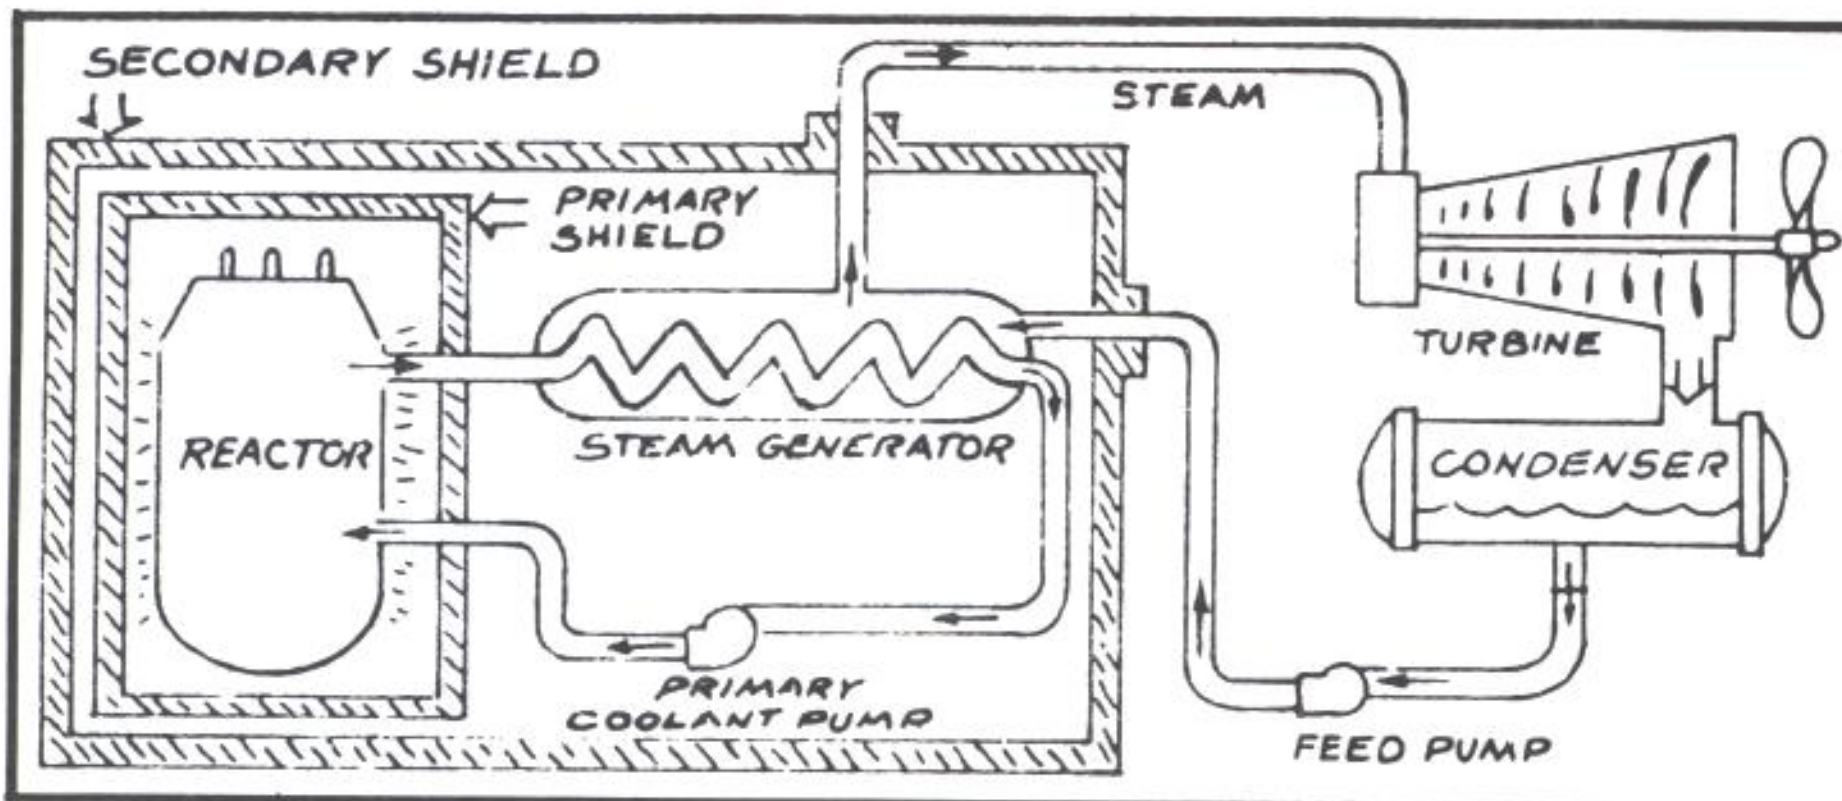 SECONDARY SHIELD
STEAM
PRIMARY
SHIELD
TURBINE
REACTOR
STEAM GENERATOR
CONDENSER
PRIMARY
COOLANT PUMP
FEED PUMP